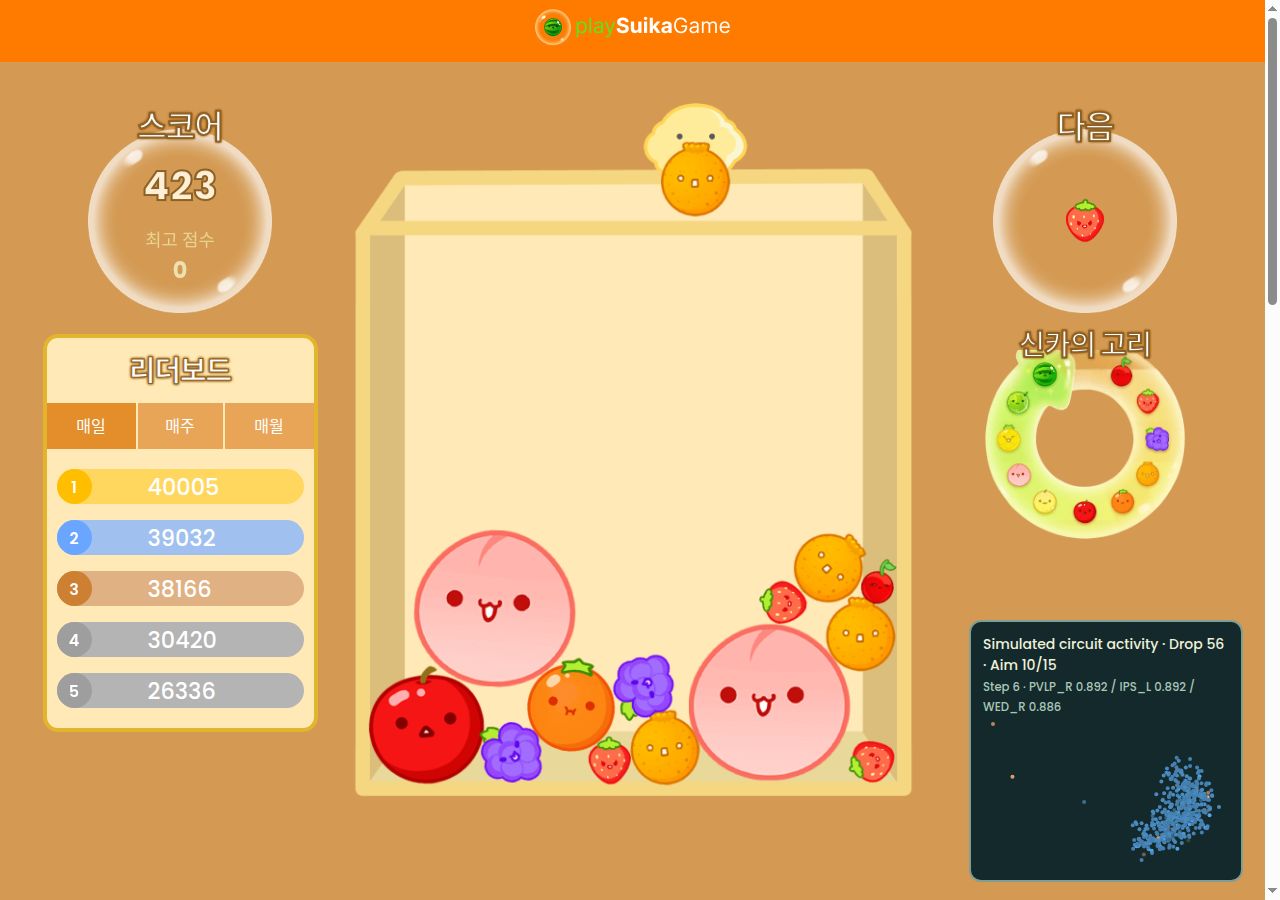 playSuikaGame
스코어
423
최고 점수
0
리더보드
매일 매주 매월
1 40005
2 39032
3 38166
4 30420
5 26336
다음
신카의 고리
Simulated circuit activity · Drop 56
· Aim 10/15
Step 6 · PVLP_R 0.892 / IPS_L 0.892 /
WED_R 0.886